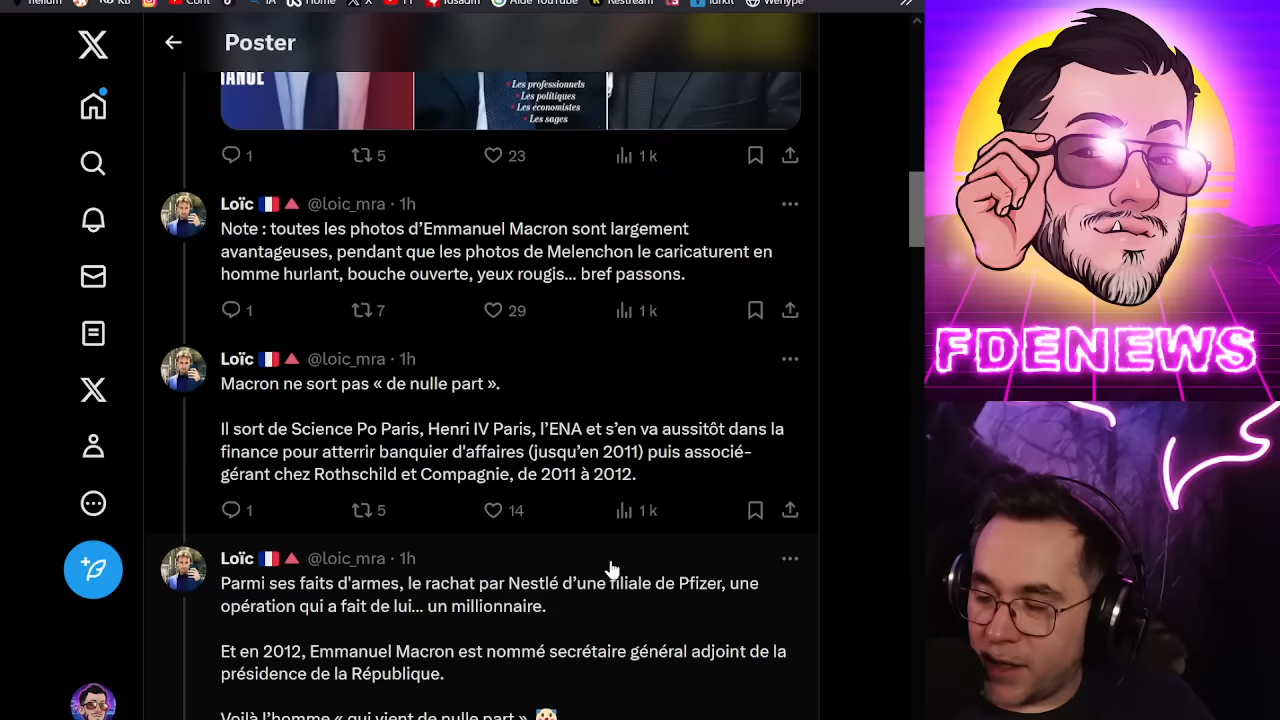 Cont
IA
Home
X
YT
Idsadm
Aide YouTube
Restream
Idrkit
Wehype
Poster
• Les professionnels
• Les politiques
• Les économistes
• Les sages
1 5 23 1 k
Loïc 🇫🇷🔺 @loic_mra · 1h
Note : toutes les photos d’Emmanuel Macron sont largement
avantageuses, pendant que les photos de Melenchon le caricaturent en
homme hurlant, bouche ouverte, yeux rougis... bref passons.
1 7 29 1 k
Loïc 🇫🇷🔺 @loic_mra · 1h
Macron ne sort pas « de nulle part ».
Il sort de Science Po Paris, Henri IV Paris, l’ENA et s’en va aussitôt dans la
finance pour atterrir banquier d'affaires (jusqu’en 2011) puis associé-
gérant chez Rothschild et Compagnie, de 2011 à 2012.
1 5 14 1 k
Loïc 🇫🇷🔺 @loic_mra · 1h
Parmi ses faits d'armes, le rachat par Nestlé d’une filiale de Pfizer, une
opération qui a fait de lui... un millionnaire.
Et en 2012, Emmanuel Macron est nommé secrétaire général adjoint de la
présidence de la République.
Voilà l’homme « qui vient de nulle part »
FDENEWS